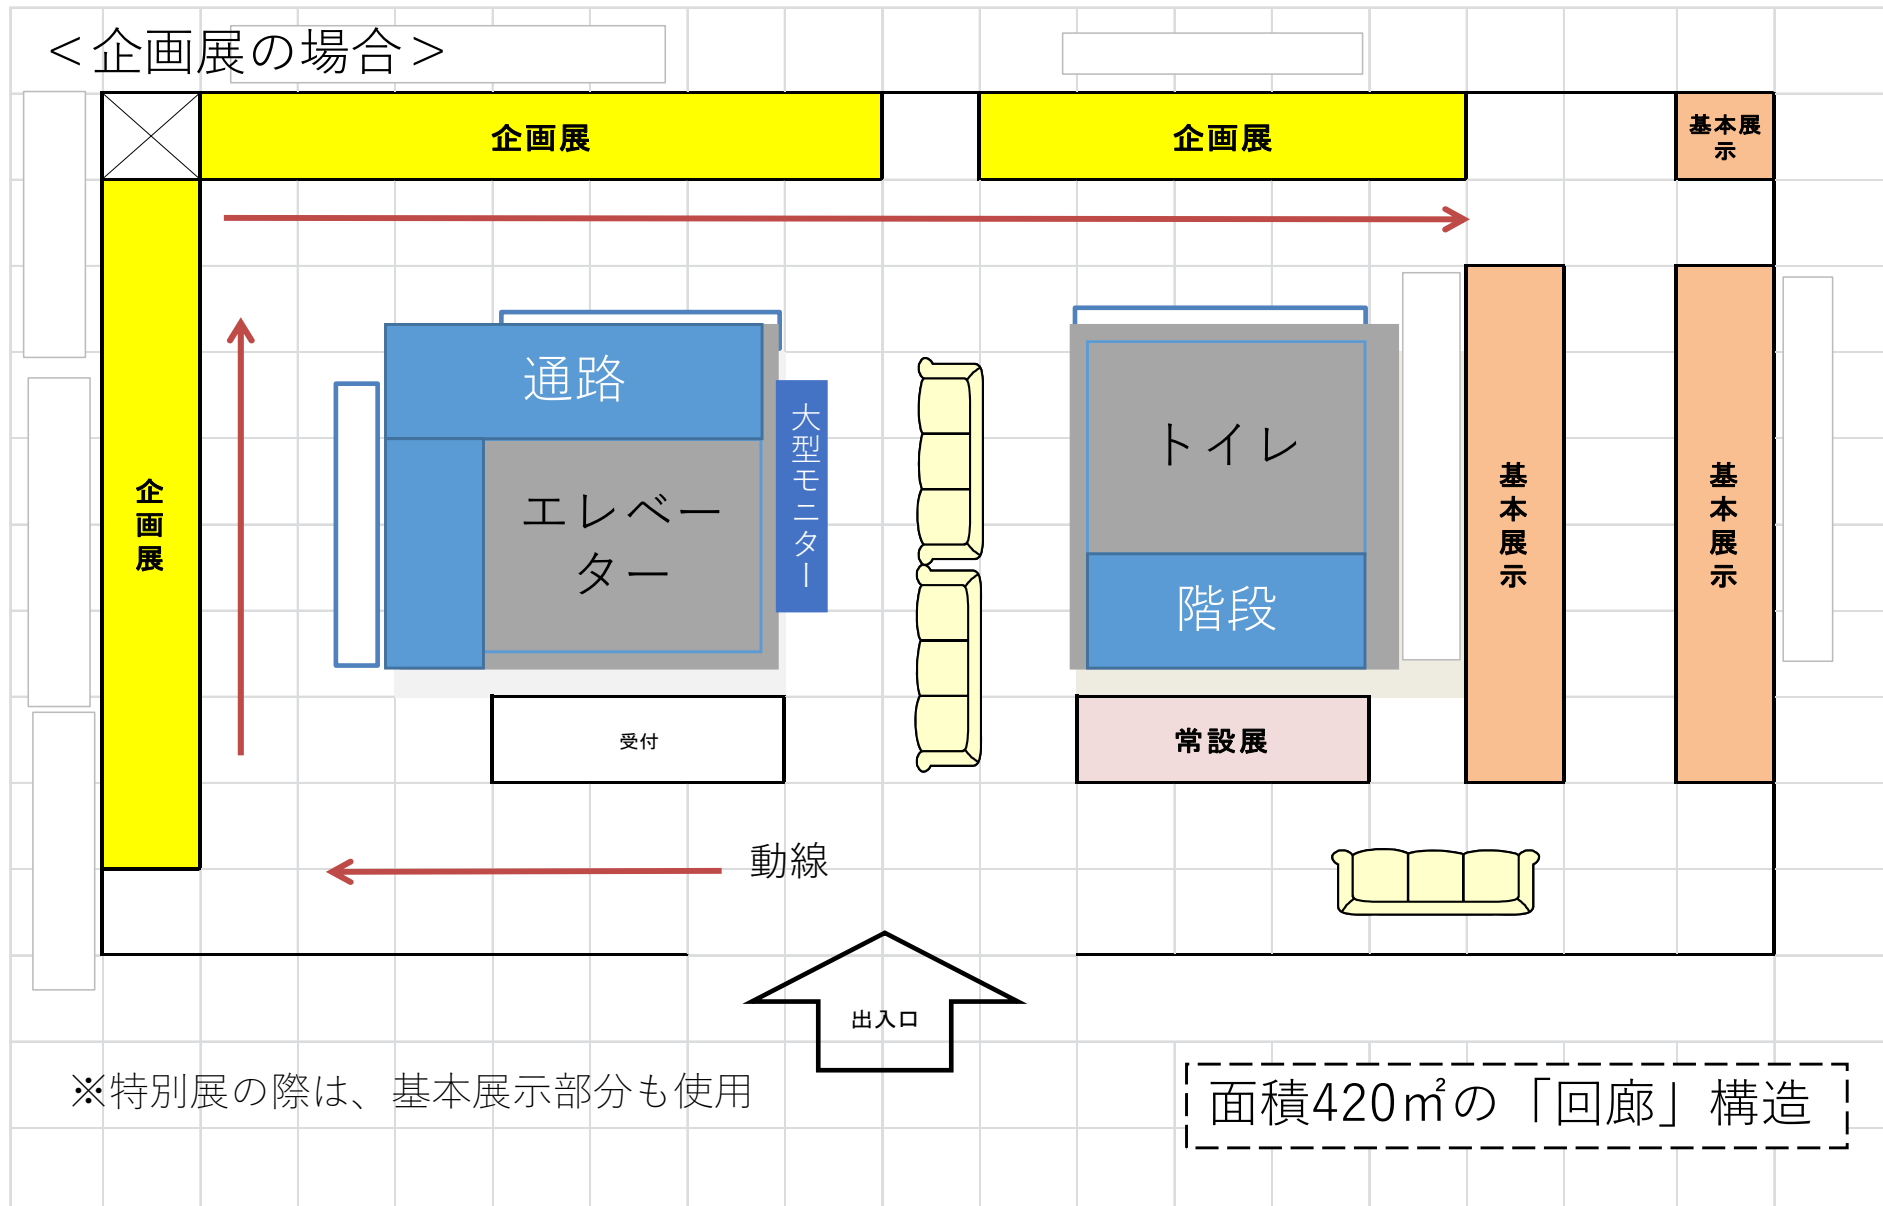 ＜企画展の場合＞
企画展
企画展
基本展
示
企画展
通路
エレベー
ター
大型モニター
トイレ
階段
基本展示
基本展示
受付
常設展
動線
出入口
※特別展の際は、基本展示部分も使用
面積420㎡の「回廊」構造